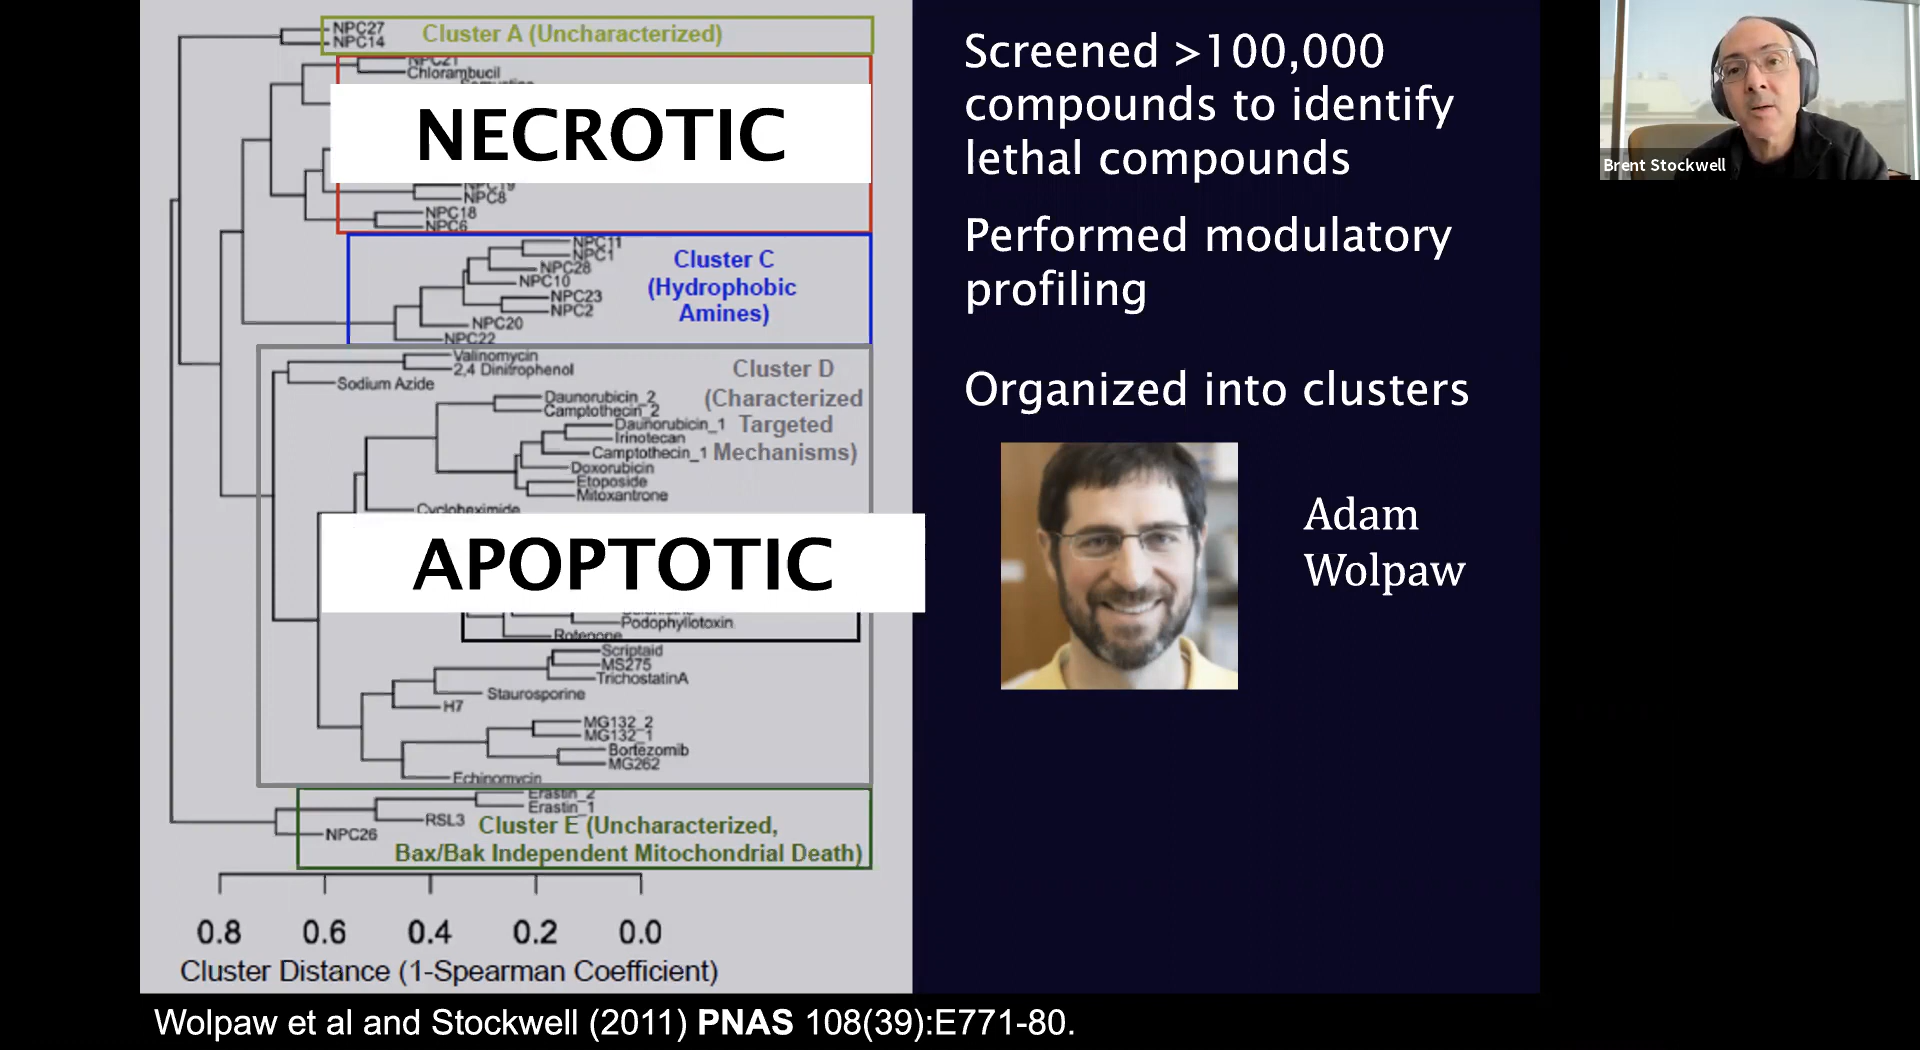 NPC27
NPC14
Cluster A (Uncharacterized)
NPC21
Chlorambucil
NECROTIC
NPC19
NPC8
NPC18
NPC6
NPC11
NPC1
NPC28
NPC10
NPC23
NPC2
NPC20
NPC22
Cluster C
(Hydrophobic
Amines)
Valinomycin
2,4 Dinitrophenol
Sodium Azide
Cluster D
(Characterized
Targeted
Mechanisms)
Daunorubicin_2
Camptothecin_2
Daunorubicin_1
Irinotecan
Camptothecin_1
Doxorubicin
Etoposide
Mitoxantrone
Cycloheximide
APOPTOTIC
Podophyllotoxin
Rotenone
Scriptaid
MS275
TrichostatinA
Staurosporine
H7
MG132_2
MG132_1
Bortezomib
MG262
Echinomycin
Erastin_2
Erastin_1
RSL3
NPC26
Cluster E (Uncharacterized,
Bax/Bak Independent Mitochondrial Death)
0.8 0.6 0.4 0.2 0.0
Cluster Distance (1-Spearman Coefficient)
Screened >100,000
compounds to identify
lethal compounds
Performed modulatory
profiling
Organized into clusters
Adam
Wolpaw
Brent Stockwell
Wolpaw et al and Stockwell (2011) PNAS 108(39):E771-80.